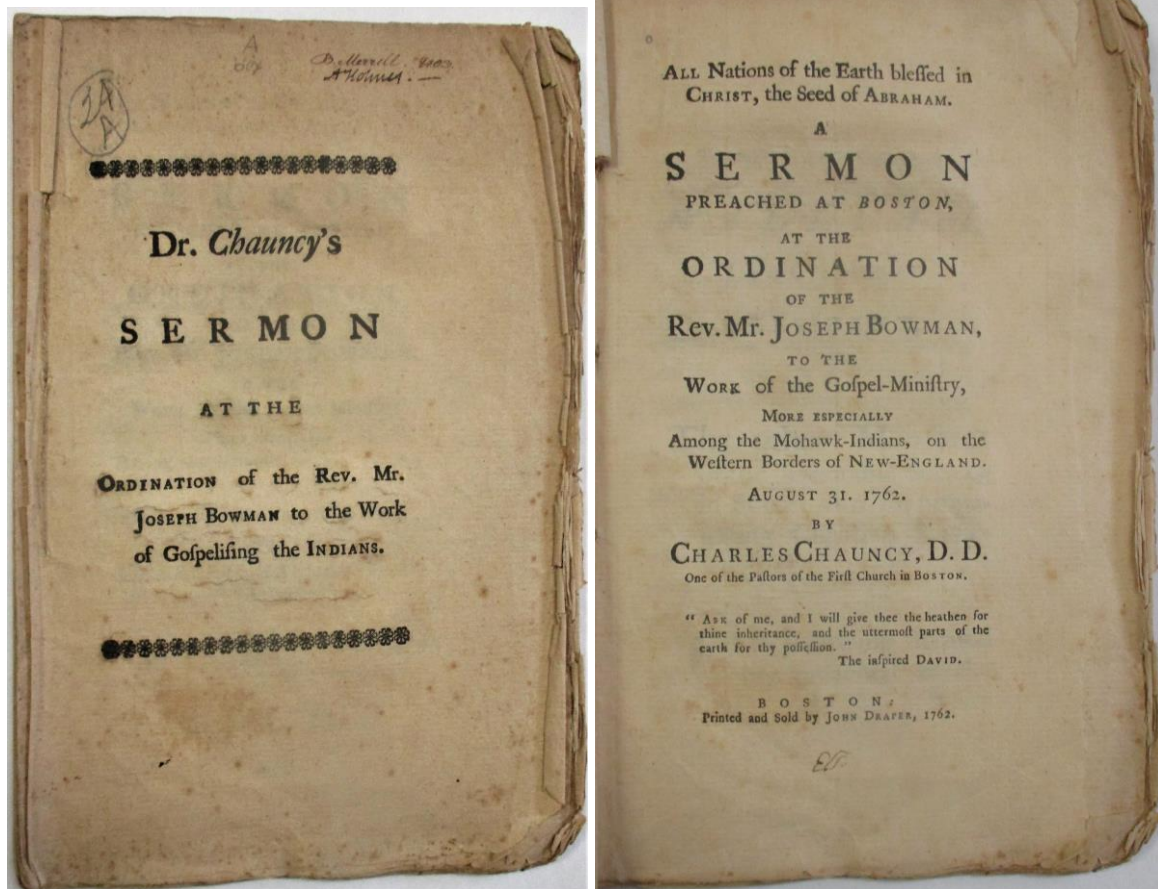 24
A
A
D. Merrill.
A Holmes. —
Dr. Chauncy's
SERMON
AT THE
ORDINATION of the Rev. Mr.
JOSEPH BOWMAN to the Work
of Goſpeliſing the INDIANS.
ALL Nations of the Earth bleſſed in
CHRIST, the Seed of ABRAHAM.
A
SERMON
PREACHED AT BOSTON,
AT THE
ORDINATION
OF THE
Rev. Mr. JOSEPH BOWMAN,
TO THE
WORK of the Goſpel-Miniſtry,
MORE ESPECIALLY
Among the Mohawk-Indians, on the
Weſtern Borders of NEW-ENGLAND.
AUGUST 31. 1762.
BY
CHARLES CHAUNCY, D. D.
One of the Paſtors of the Firſt Church in BOSTON.
" ASK of me, and I will give thee the heathen for
thine inheritance, and the uttermoſt parts of the
earth for thy poſſeſſion. "
The inſpired DAVID.
BOSTON:
Printed and Sold by JOHN DRAPER, 1762.